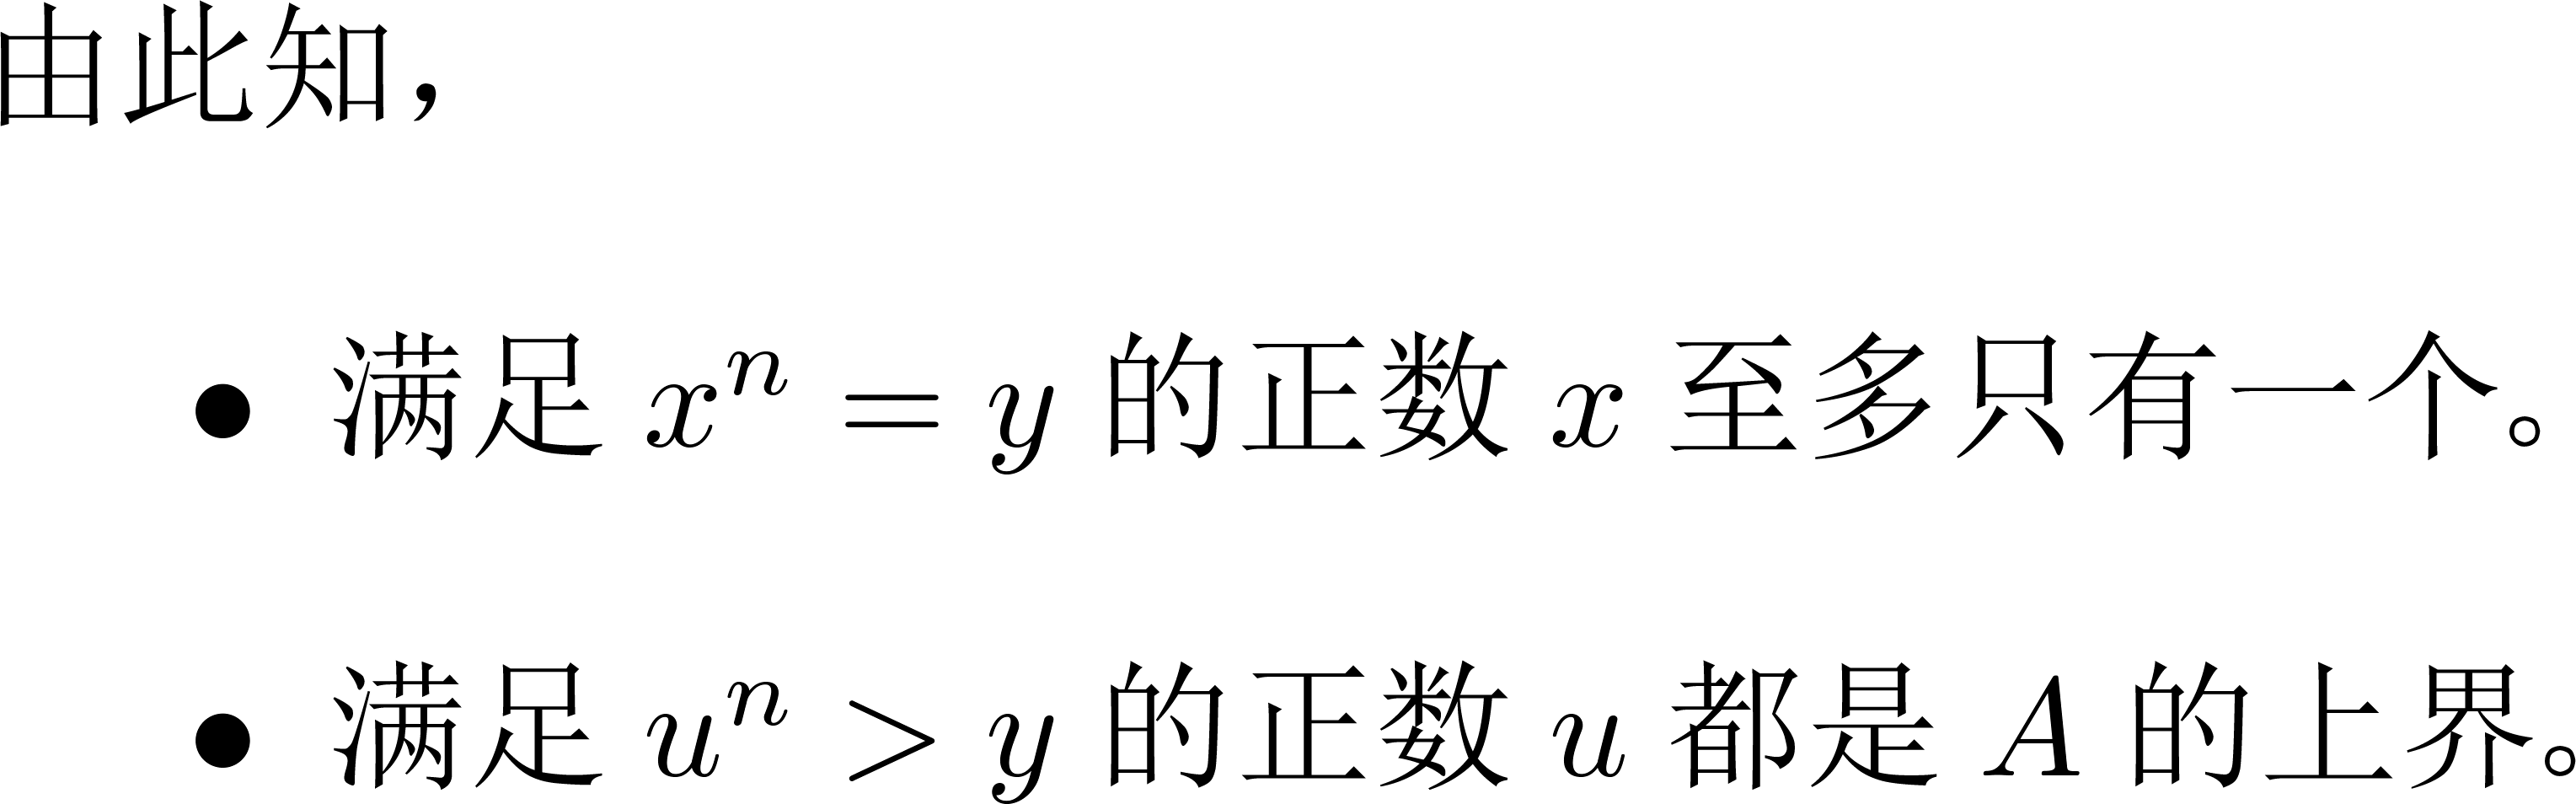 由此知，
• 满足 xⁿ = y 的正数 x 至多只有一个。
• 满足 uⁿ > y 的正数 u 都是 A 的上界。